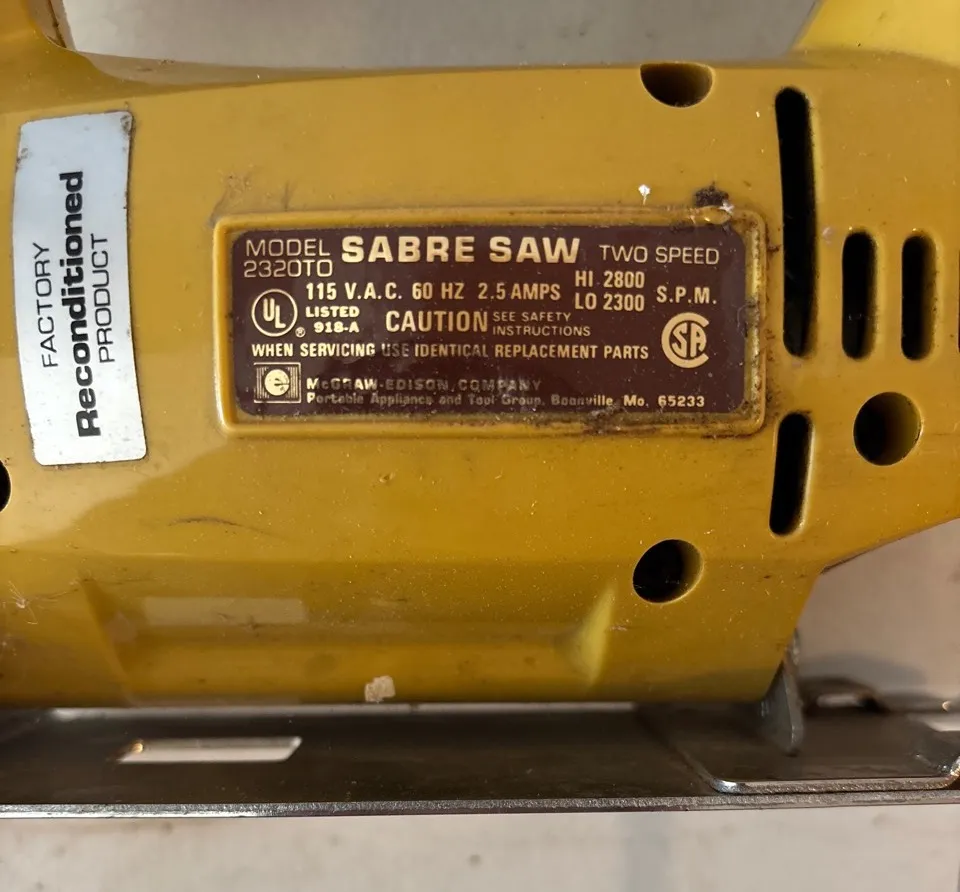 FACTORY
Reconditioned
PRODUCT
MODEL SABRE SAW TWO SPEED
2320TO
115 V.A.C. 60 HZ 2.5 AMPS HI 2800
LO 2300 S.P.M.
UL ® LISTED
918-A
CAUTION SEE SAFETY
INSTRUCTIONS
SA
WHEN SERVICING USE IDENTICAL REPLACEMENT PARTS
McGRAW-EDISON COMPANY
Portable Appliance and Tool Group, Boonville, Mo. 65233